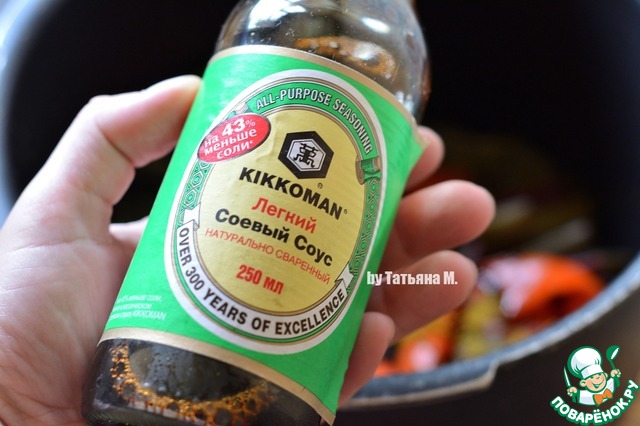 ALL-PURPOSE SEASONING
на 43%
меньше
соли*
萬
KIKKOMAN®
Легкий
Соевый Соус
НАТУРАЛЬНО СВАРЕННЫЙ
250 МЛ
OVER 300 YEARS OF EXCELLENCE
by Татьяна М.
ПОВАРЁНОК.РУ